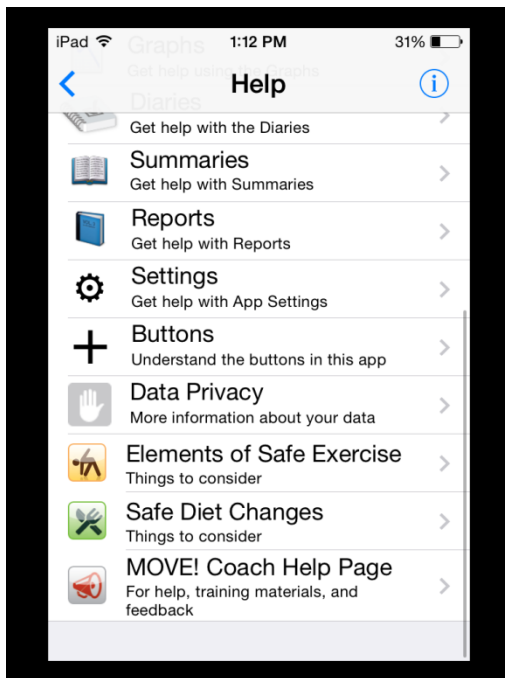 iPad 1:12 PM 31%
Graphs
Get help using the Graphs
Help
Diaries
Get help with the Diaries
Summaries
Get help with Summaries
Reports
Get help with Reports
Settings
Get help with App Settings
Buttons
Understand the buttons in this app
Data Privacy
More information about your data
Elements of Safe Exercise
Things to consider
Safe Diet Changes
Things to consider
MOVE! Coach Help Page
For help, training materials, and
feedback